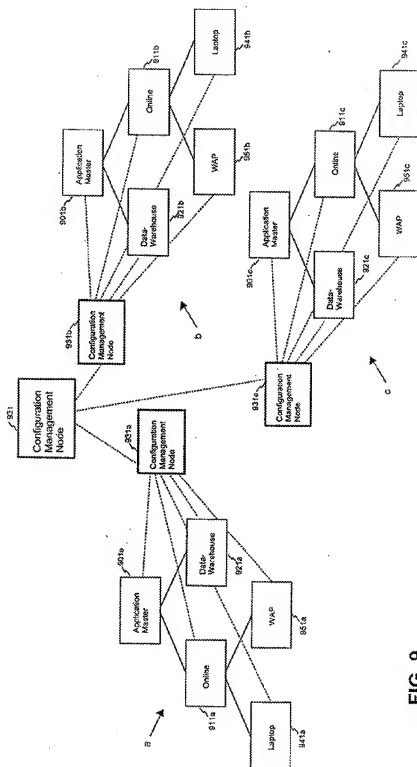 931
Configuration
Management
Node
931a
Configuration
Management
Node
901a
Application
Master
Online
911a
Data-
Warehouse
921a
Laptop
941a
WAP
951a
a
931b
Configuration
Management
Node
901b
Application
Master
911b
Online
Data-
Warehouse
921b
Laptop
941b
WAP
951b
b
931c
Configuration
Management
Node
901c
Application
Master
911c
Online
Data-
Warehouse
921c
Laptop
941c
WAP
951c
c
FIG. 9